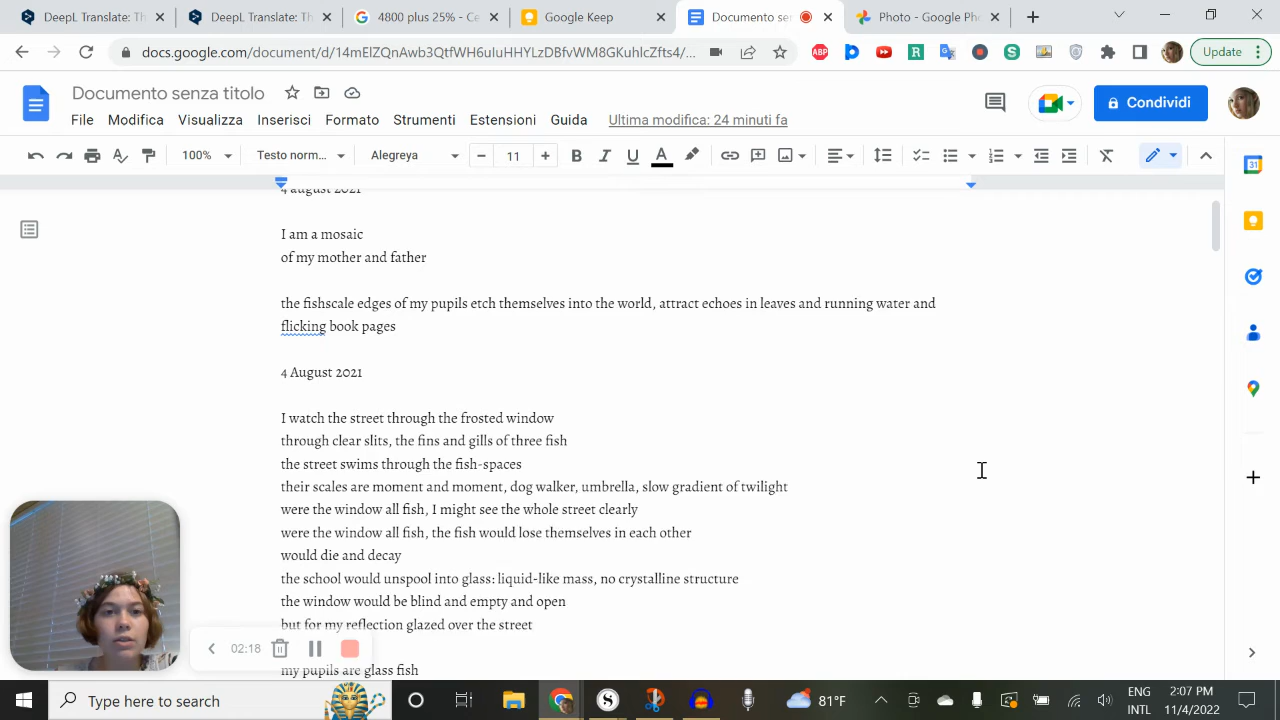 DeepL Translate: Th
DeepL Translate: Th
4800 plus25% - Ce
Google Keep
Documento se
Photo - Google Ph
docs.google.com/document/d/14mEIZQnAwb3QtfWH6uIuHHYLzDBfvWM8GKuhlcZfts4/...
ABP
Update
Documento senza titolo
File Modifica Visualizza Inserisci Formato Strumenti Estensioni Guida Ultima modifica: 24 minuti fa
Condividi
100% Testo norm... Alegreya 11 B I U A
31
4 august 2021
I am a mosaic
of my mother and father
the fishscale edges of my pupils etch themselves into the world, attract echoes in leaves and running water and
flicking book pages
4 August 2021
I watch the street through the frosted window
through clear slits, the fins and gills of three fish
the street swims through the fish-spaces
their scales are moment and moment, dog walker, umbrella, slow gradient of twilight
were the window all fish, I might see the whole street clearly
were the window all fish, the fish would lose themselves in each other
would die and decay
the school would unspool into glass: liquid-like mass, no crystalline structure
the window would be blind and empty and open
but for my reflection glazed over the street
my pupils are glass fish
02:18
Type here to search
81°F
ENG
INTL
2:07 PM
11/4/2022